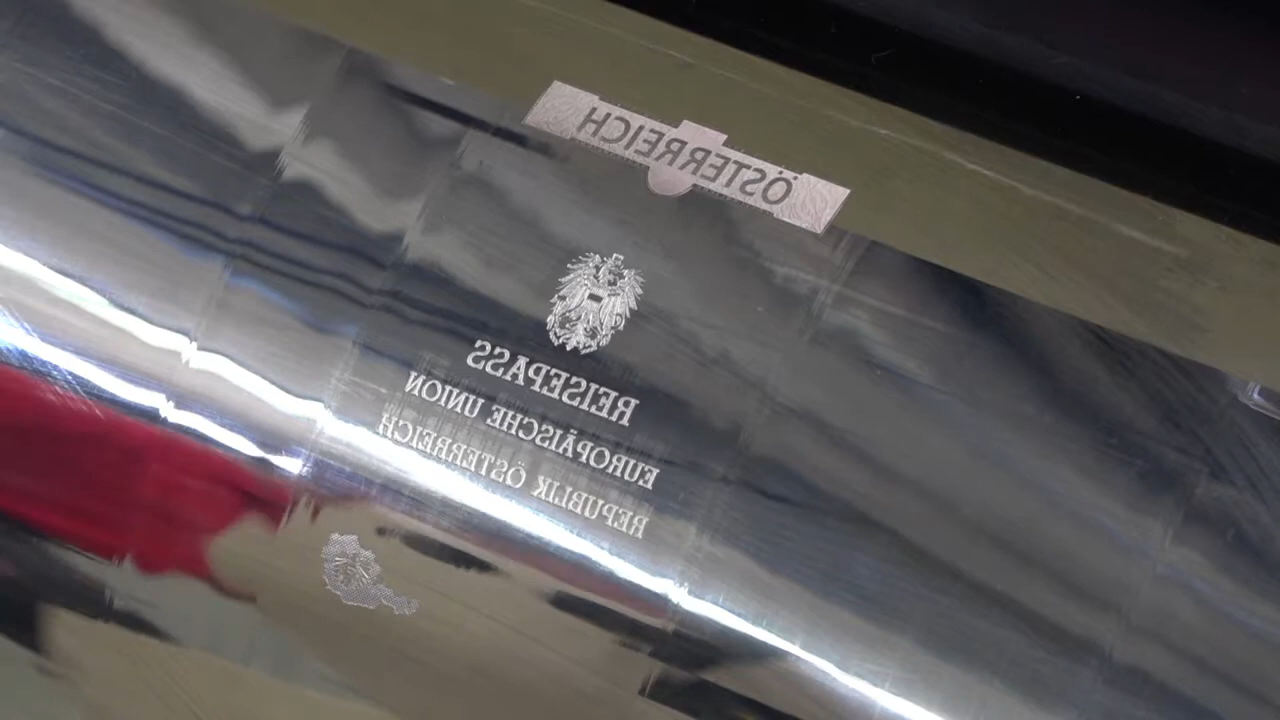 ÖSTERREICH
REISEPASS
EUROPÄISCHE UNION
REPUBLIK ÖSTERREICH